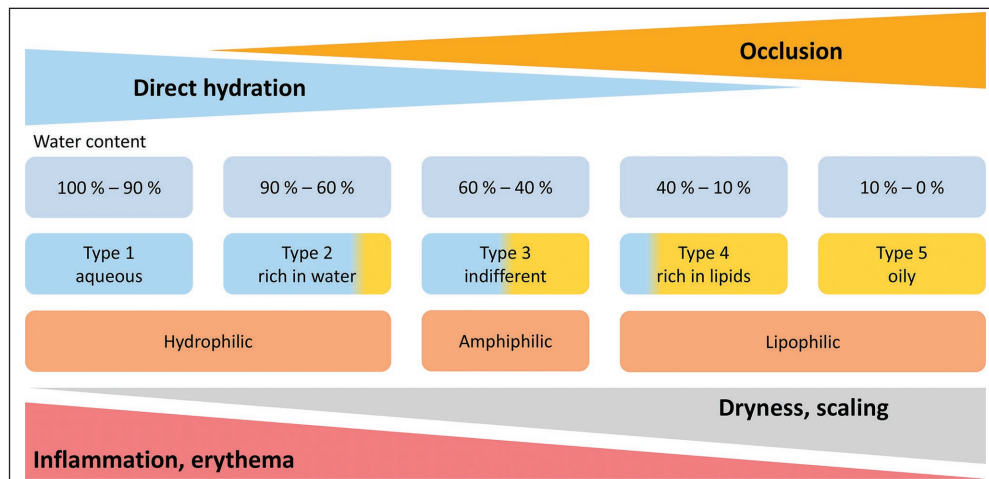 Occlusion
Direct hydration
Water content
100 % – 90 %
90 % – 60 %
60 % – 40 %
40 % – 10 %
10 % – 0 %
Type 1
aqueous
Type 2
rich in water
Type 3
indifferent
Type 4
rich in lipids
Type 5
oily
Hydrophilic
Amphiphilic
Lipophilic
Dryness, scaling
Inflammation, erythema